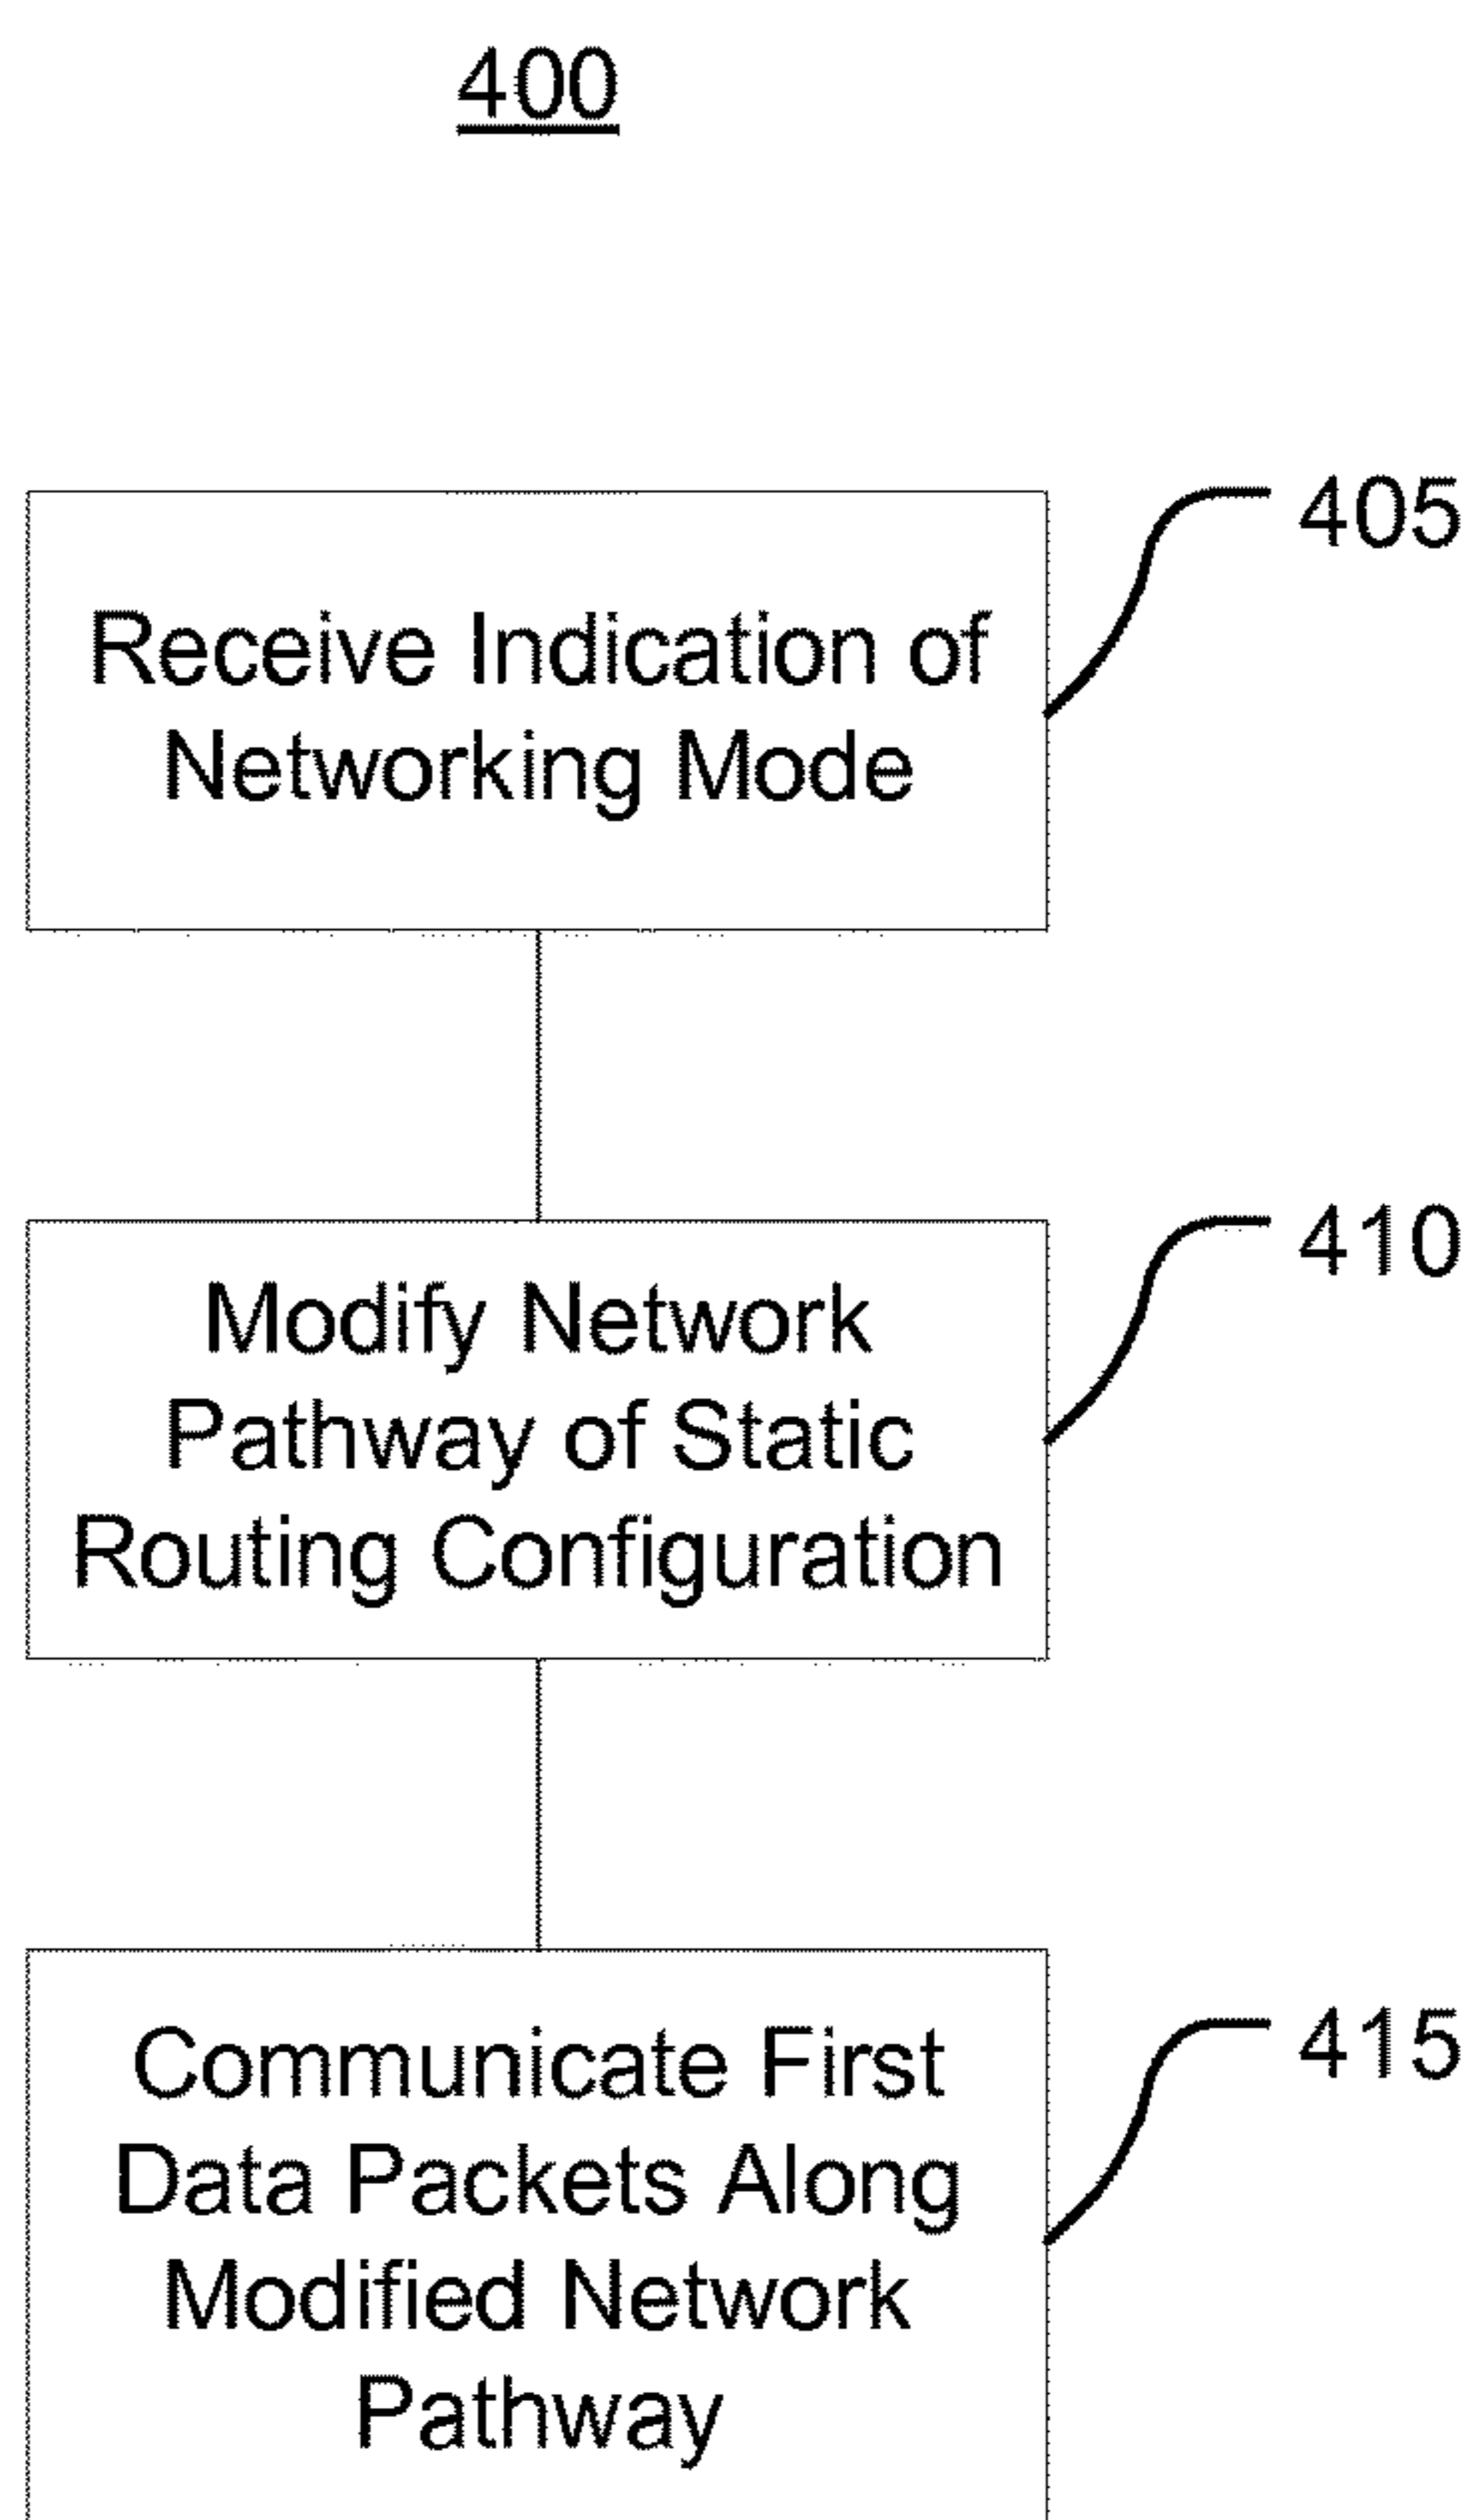 400
405
Receive Indication of
Networking Mode
410
Modify Network
Pathway of Static
Routing Configuration
415
Communicate First
Data Packets Along
Modified Network
Pathway